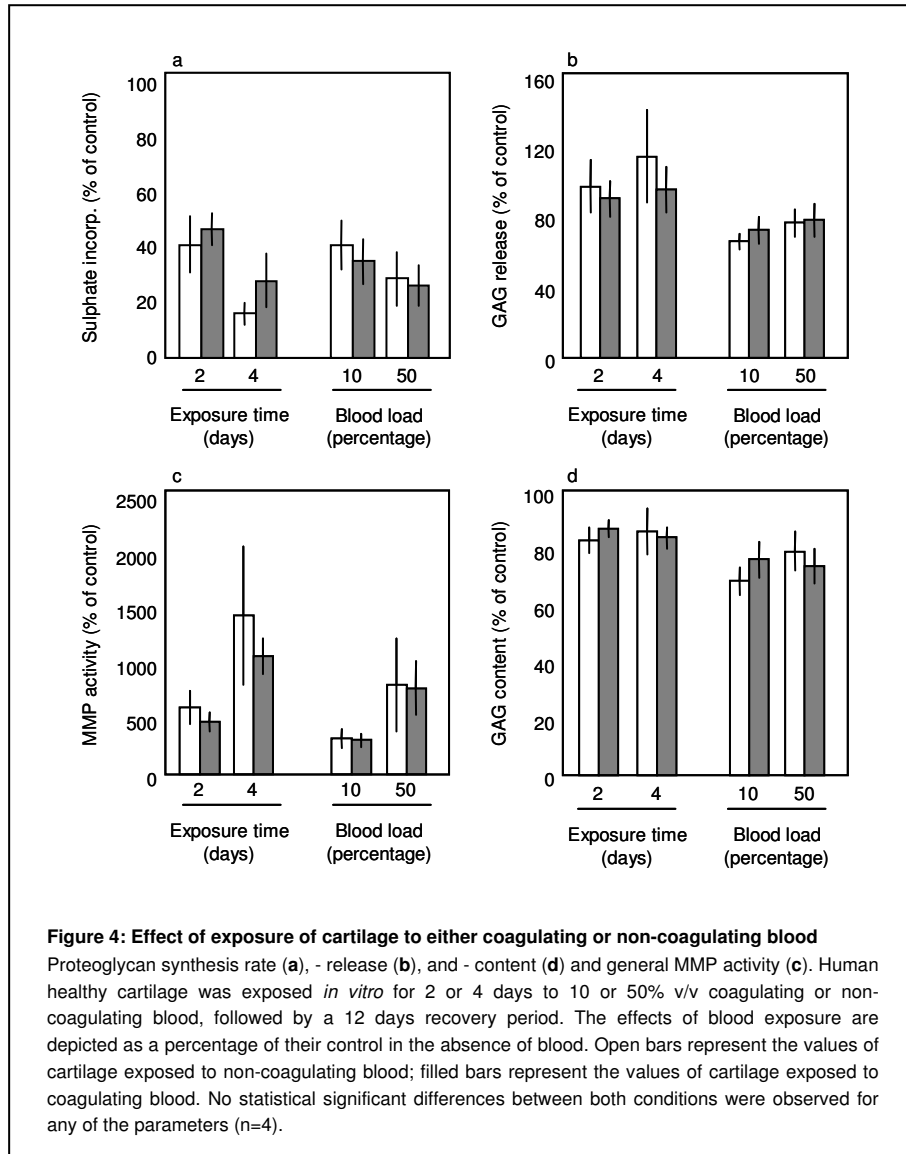 a
100
80
60
40
20
0
Sulphate incorp. (% of control)
2 4 10 50
Exposure time Blood load
(days) (percentage)
b
160
120
80
40
0
GAG release (% of control)
2 4 10 50
Exposure time Blood load
(days) (percentage)
c
2500
2000
1500
1000
500
0
MMP activity (% of control)
2 4 10 50
Exposure time Blood load
(days) (percentage)
d
100
80
60
40
20
0
GAG content (% of control)
2 4 10 50
Exposure time Blood load
(days) (percentage)
Figure 4: Effect of exposure of cartilage to either coagulating or non-coagulating blood
Proteoglycan synthesis rate (a), - release (b), and - content (d) and general MMP activity (c). Human
healthy cartilage was exposed in vitro for 2 or 4 days to 10 or 50% v/v coagulating or non-
coagulating blood, followed by a 12 days recovery period. The effects of blood exposure are
depicted as a percentage of their control in the absence of blood. Open bars represent the values of
cartilage exposed to non-coagulating blood; filled bars represent the values of cartilage exposed to
coagulating blood. No statistical significant differences between both conditions were observed for
any of the parameters (n=4).